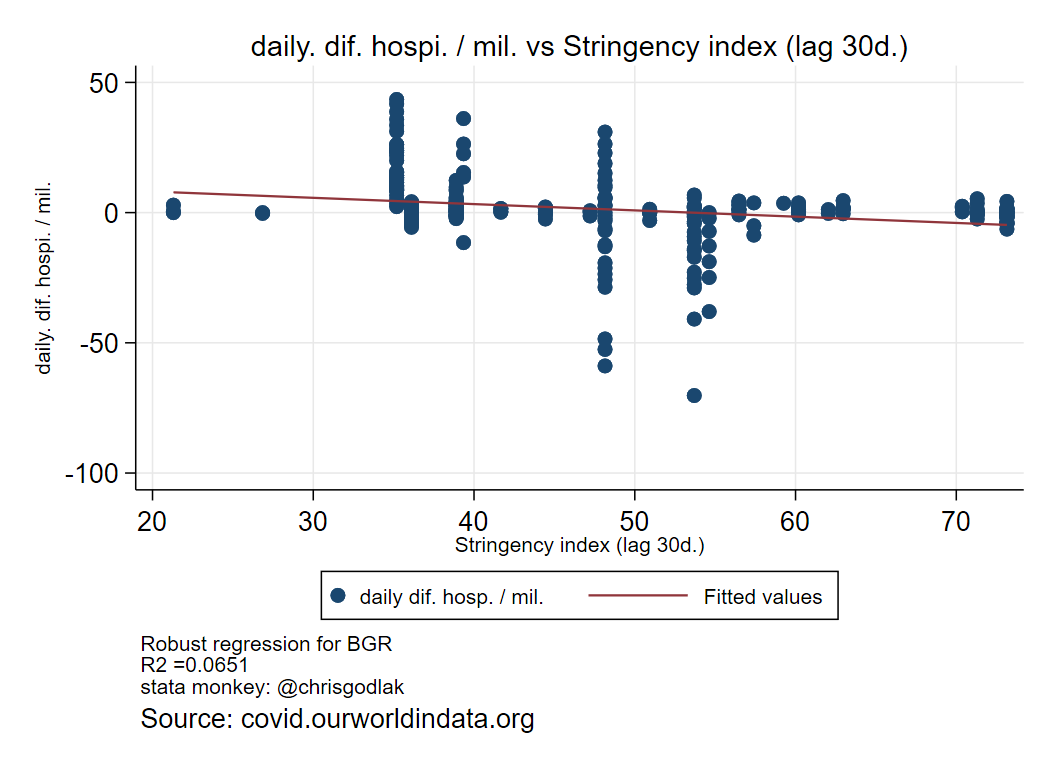 daily. dif. hospi. / mil. vs Stringency index (lag 30d.)
50
0
-50
-100
daily. dif. hospi. / mil.
20 30 40 50 60 70
Stringency index (lag 30d.)
daily dif. hosp. / mil. Fitted values
Robust regression for BGR
R2 =0.0651
stata monkey: @chrisgodlak
Source: covid.ourworldindata.org